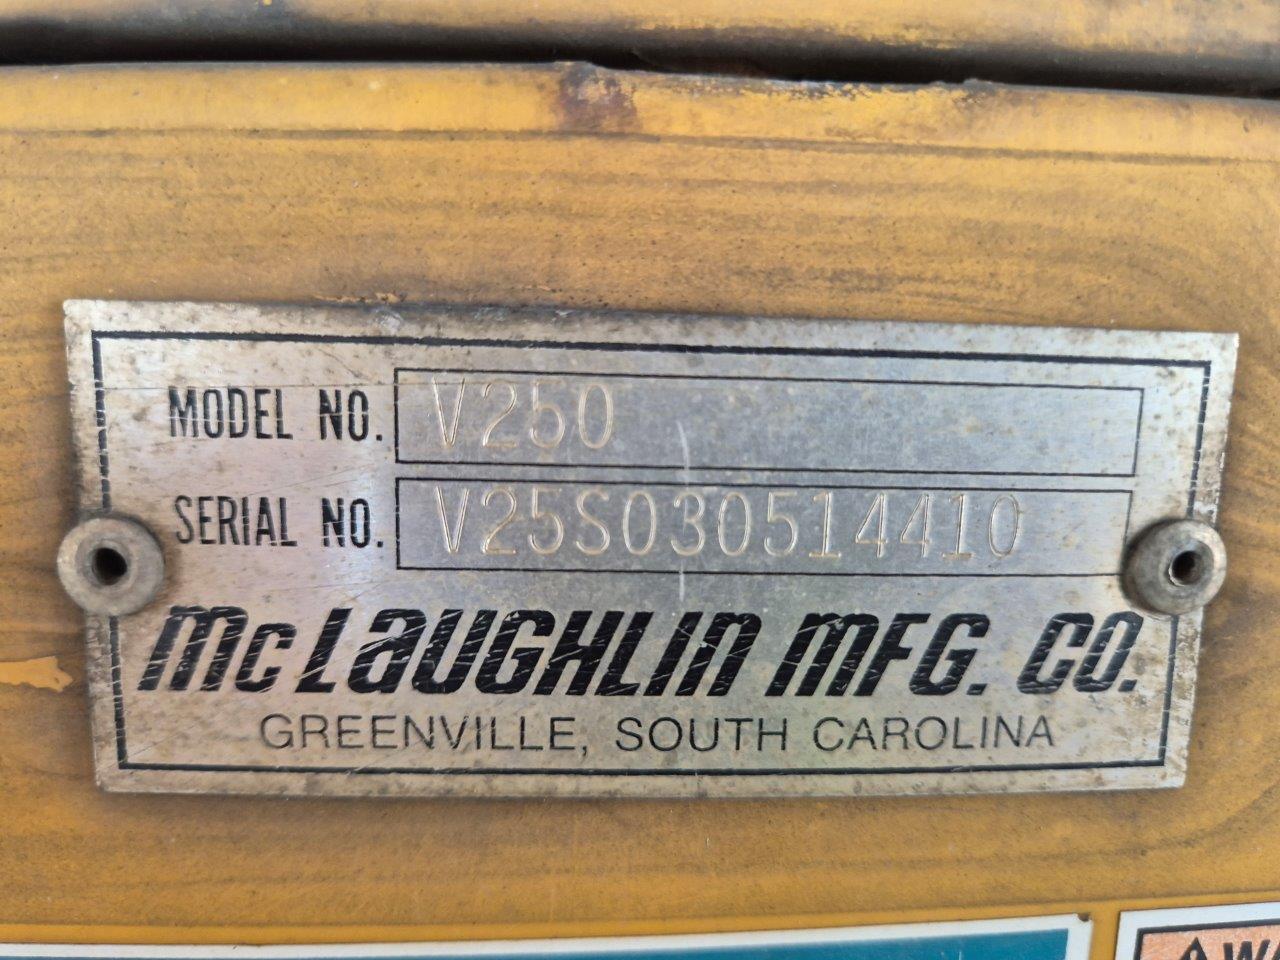 MODEL NO. V250
SERIAL NO. V25S030514410
McLAUGHLIN MFG. CO.
GREENVILLE, SOUTH CAROLINA